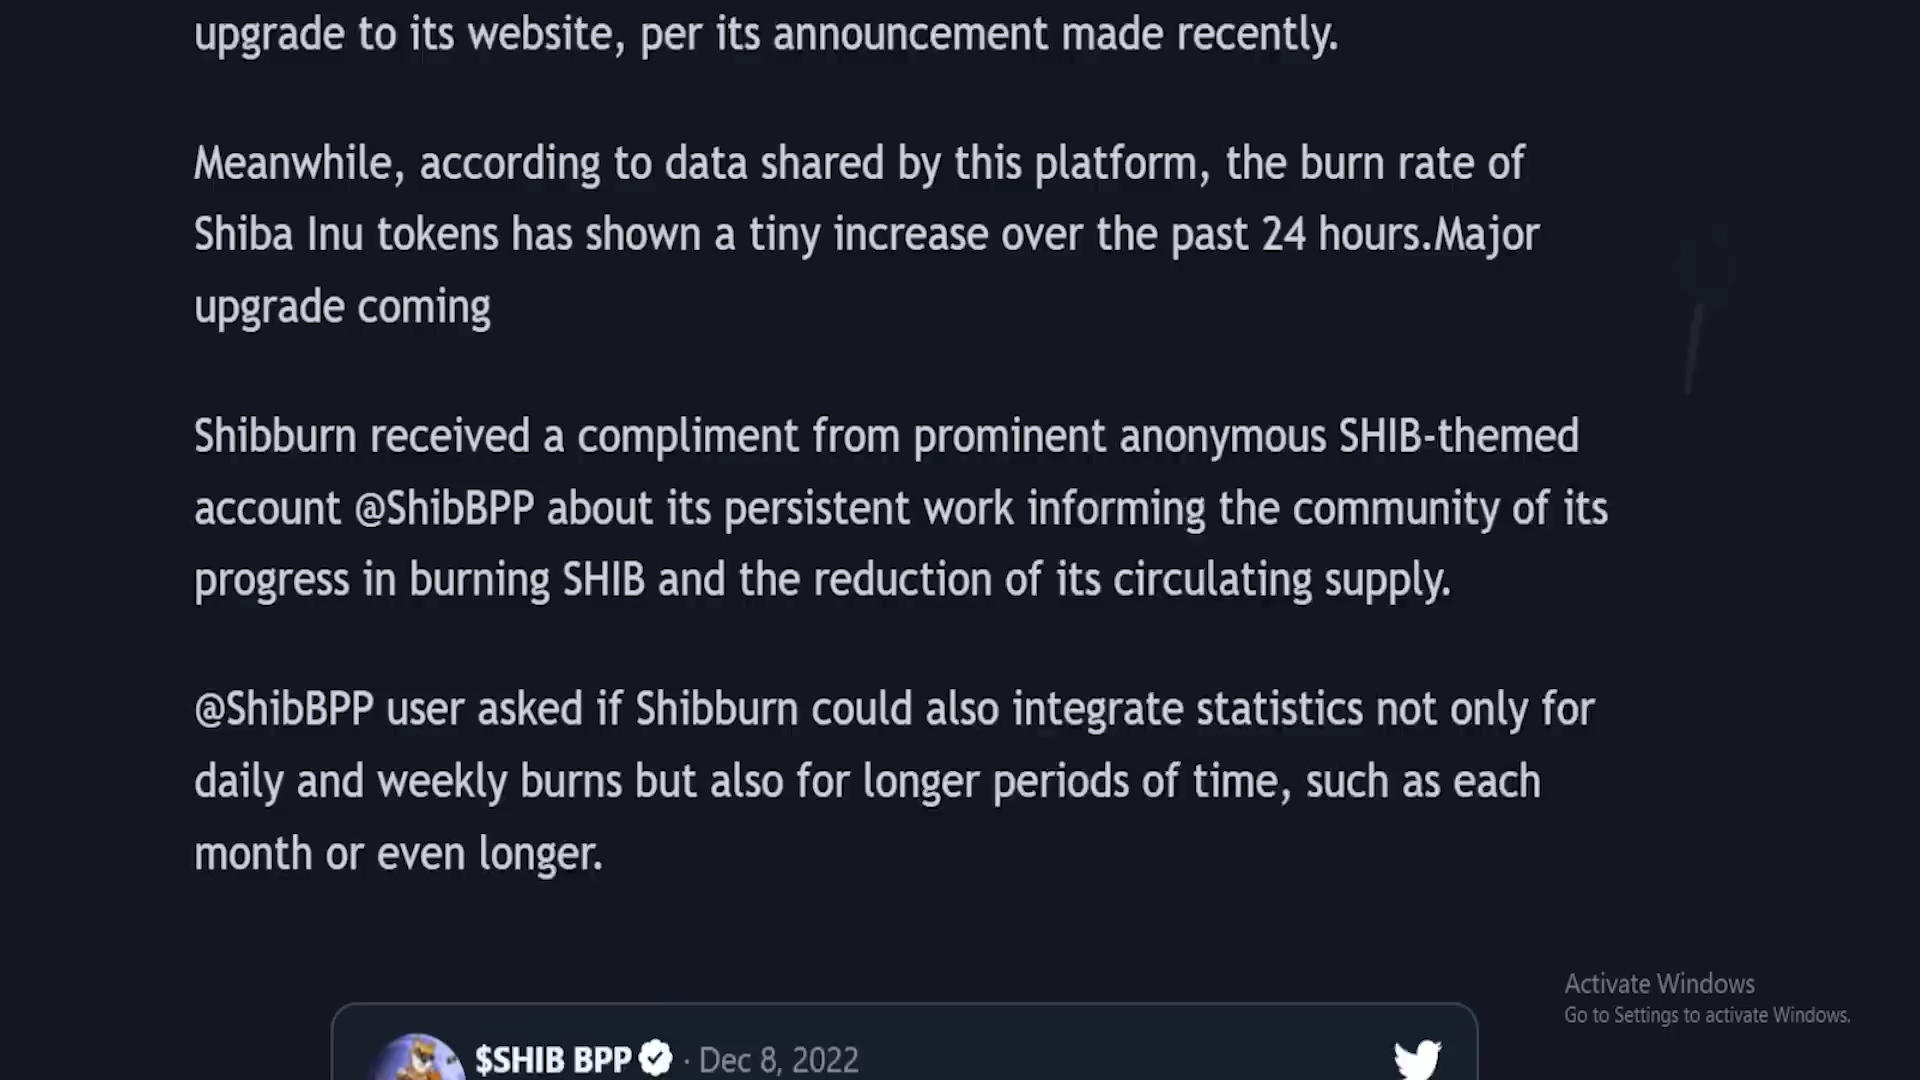 upgrade to its website, per its announcement made recently.
Meanwhile, according to data shared by this platform, the burn rate of
Shiba Inu tokens has shown a tiny increase over the past 24 hours.Major
upgrade coming
Shibburn received a compliment from prominent anonymous SHIB-themed
account @ShibBPP about its persistent work informing the community of its
progress in burning SHIB and the reduction of its circulating supply.
@ShibBPP user asked if Shibburn could also integrate statistics not only for
daily and weekly burns but also for longer periods of time, such as each
month or even longer.
Activate Windows
Go to Settings to activate Windows.
$SHIB BPP · Dec 8, 2022